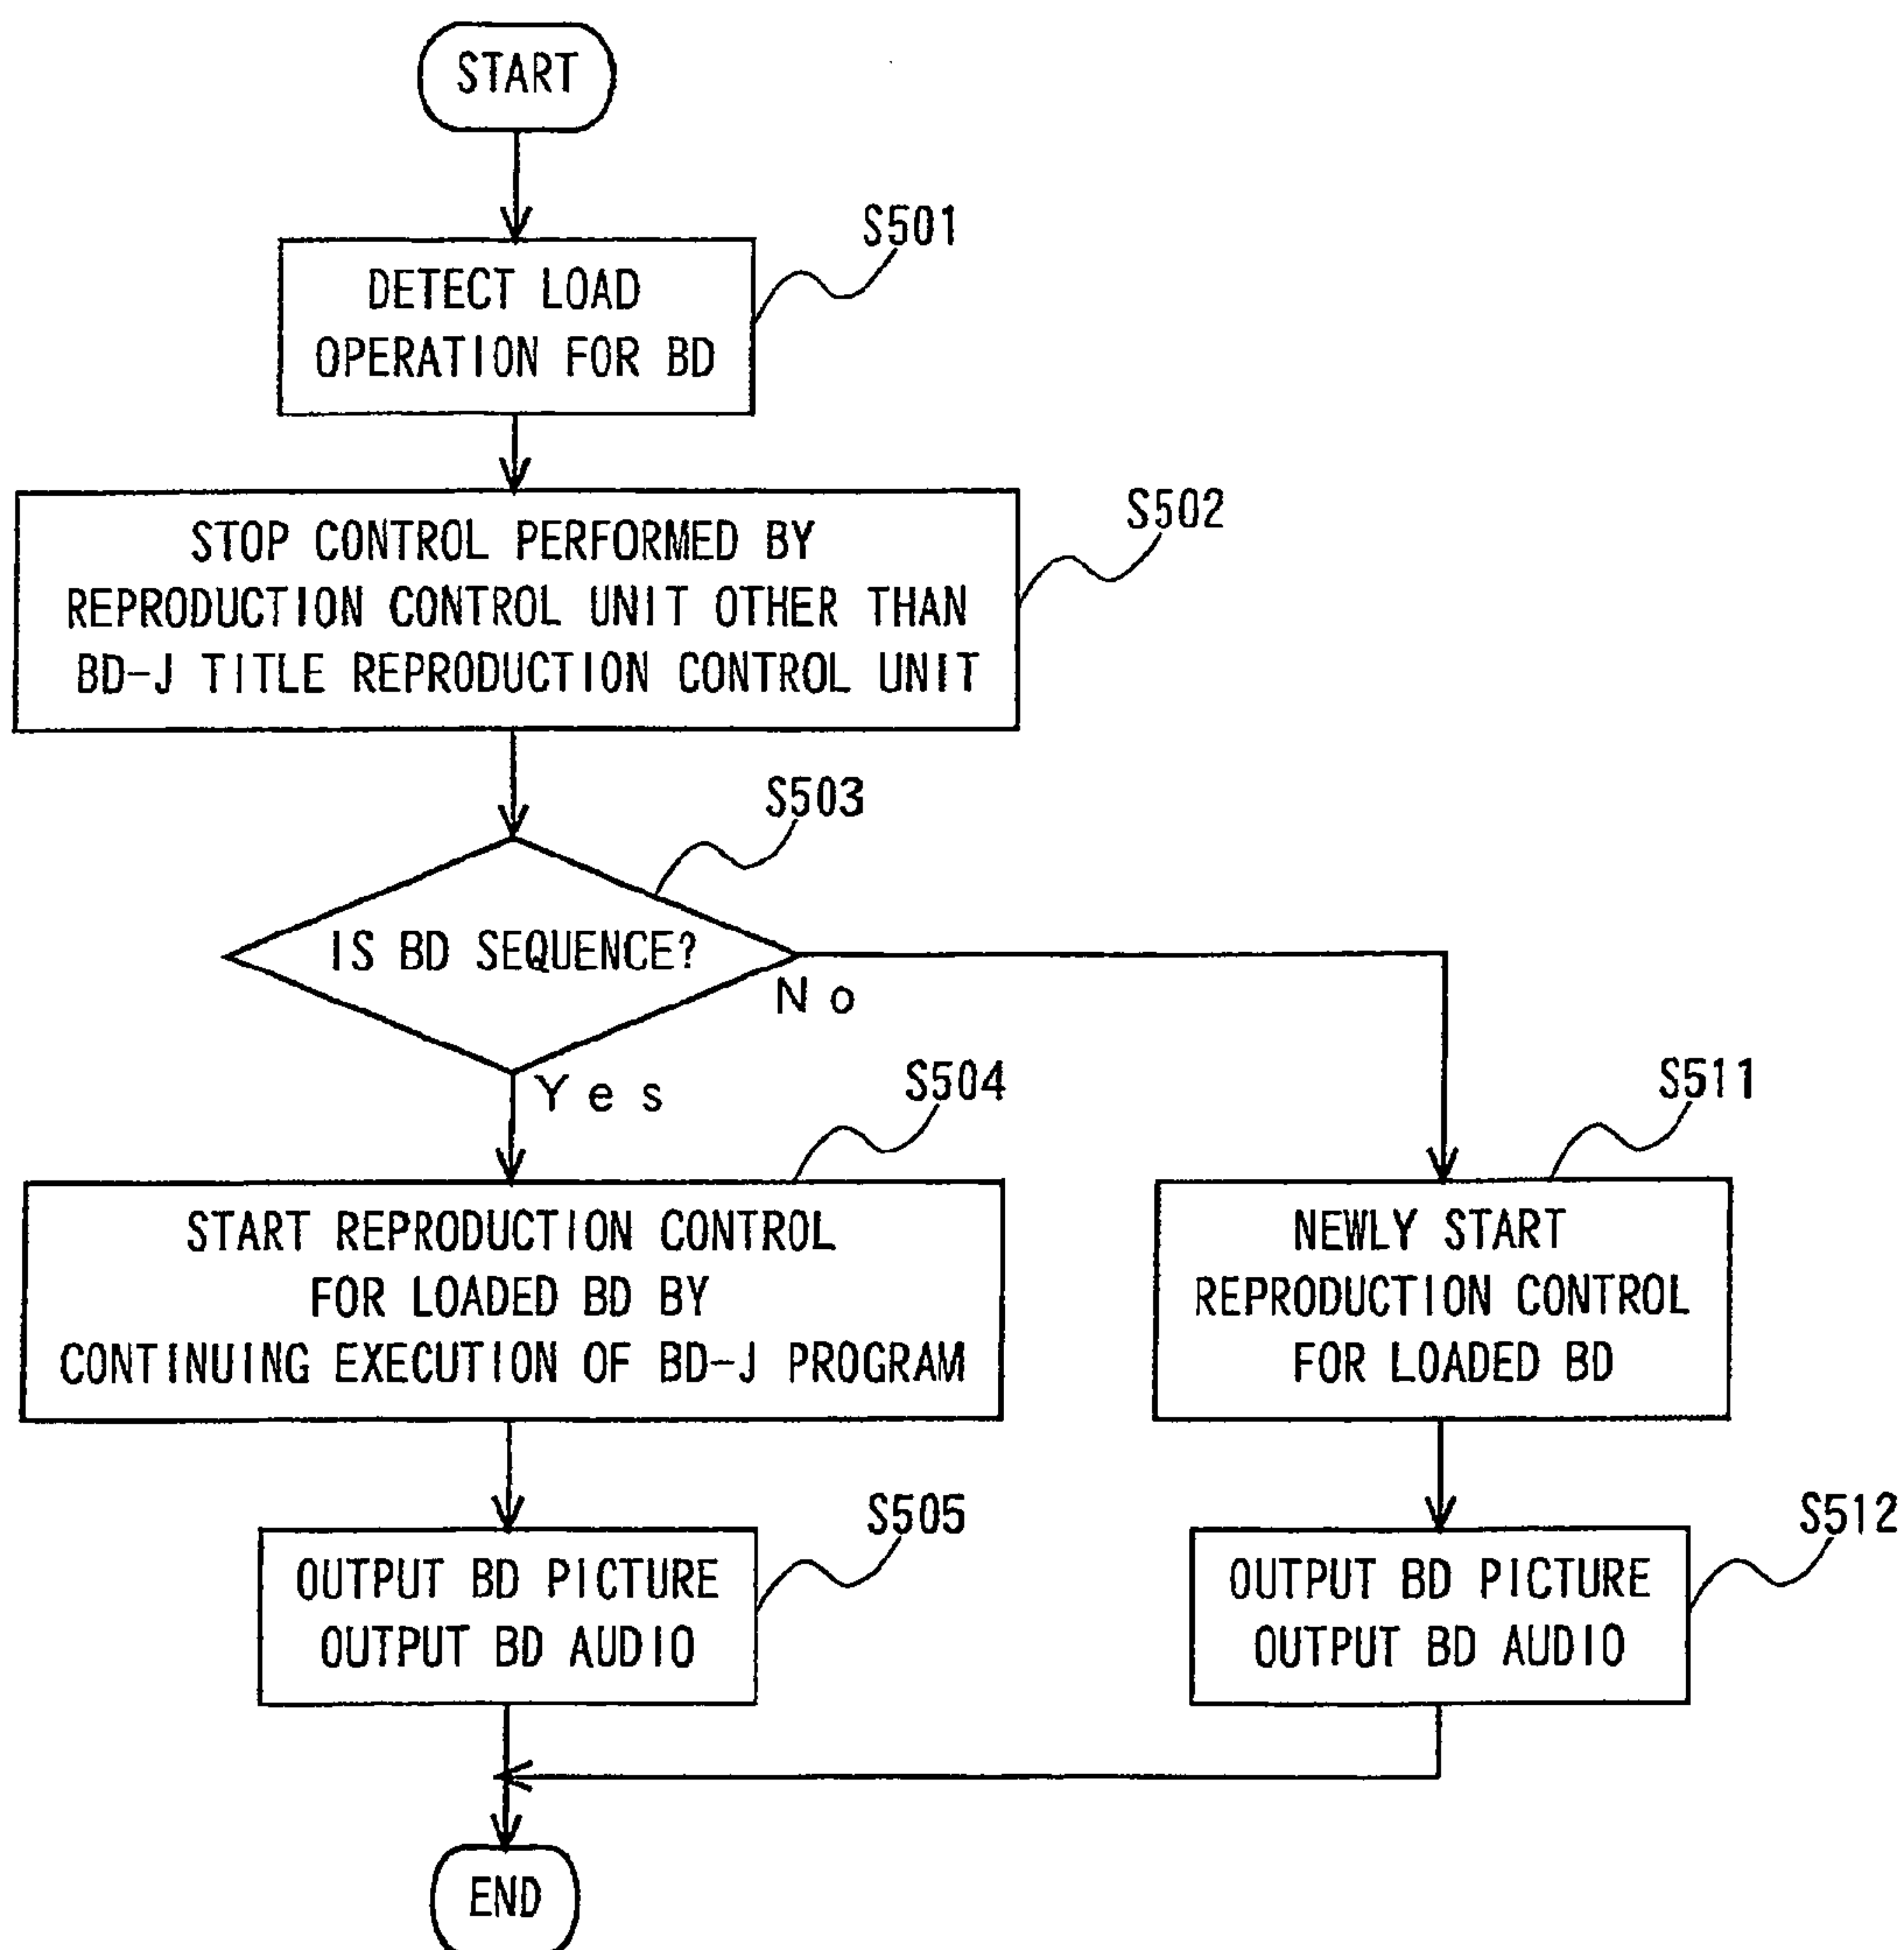 START
S501
DETECT LOAD
OPERATION FOR BD
S502
STOP CONTROL PERFORMED BY
REPRODUCTION CONTROL UNIT OTHER THAN
BD-J TITLE REPRODUCTION CONTROL UNIT
S503
IS BD SEQUENCE?
No
Yes
S504
START REPRODUCTION CONTROL
FOR LOADED BD BY
CONTINUING EXECUTION OF BD-J PROGRAM
S511
NEWLY START
REPRODUCTION CONTROL
FOR LOADED BD
S505
OUTPUT BD PICTURE
OUTPUT BD AUDIO
S512
OUTPUT BD PICTURE
OUTPUT BD AUDIO
END